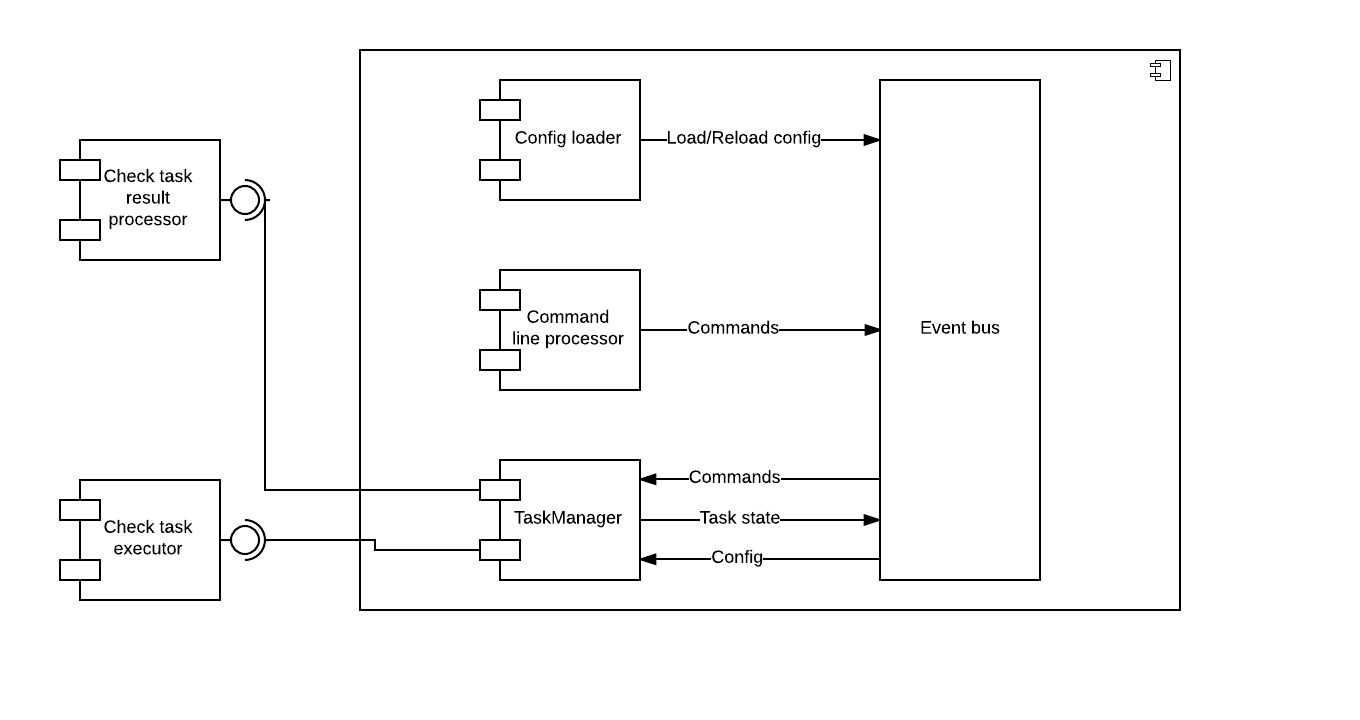 Config loader
Load/Reload config
Check task
result
processor
Command
line processor
Commands
Event bus
Commands
TaskManager
Task state
Config
Check task
executor